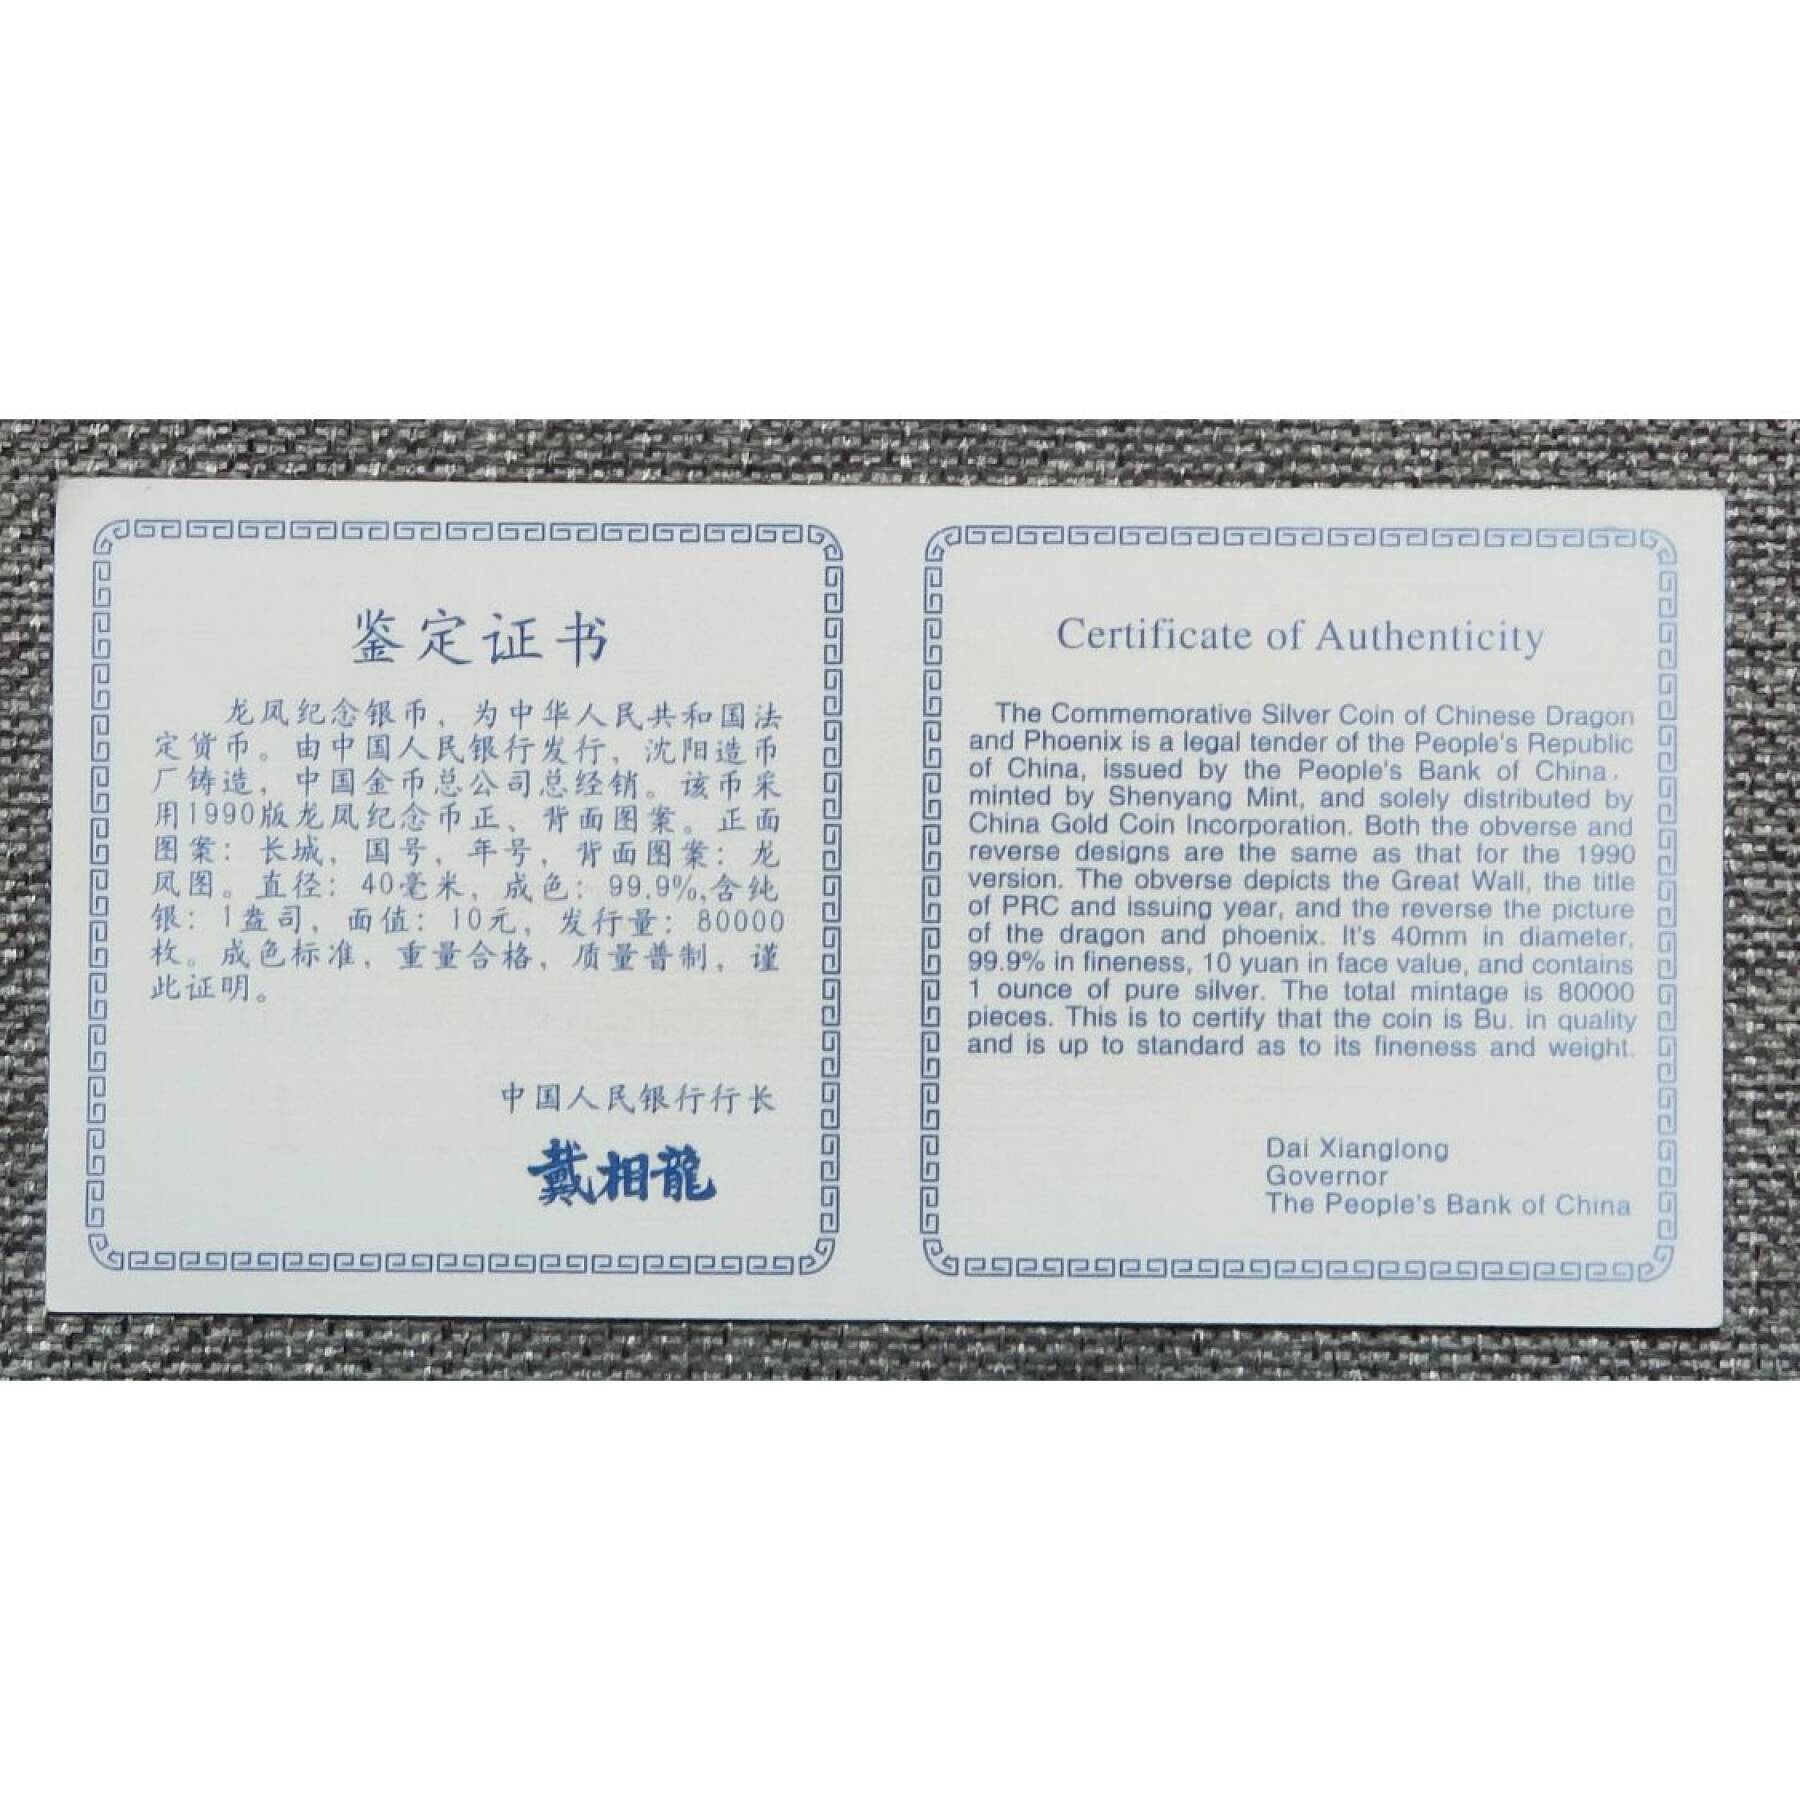 鉴定证书
龙凤纪念银币，为中华人民共和国法
定货币。由中国人民银行发行，沈阳造币
厂铸造，中国金币总公司总经销。该币采
用1990版龙凤纪念币正、背面图案。正面
图案：长城，国号，年号，背面图案：龙
凤图。直径：40毫米，成色：99.9%,含纯
银：1盎司，面值：10元，发行量：80000
枚。成色标准，重量合格，质量普制，谨
此证明。
中国人民银行行长
戴相龍
Certificate of Authenticity
The Commemorative Silver Coin of Chinese Dragon
and Phoenix is a legal tender of the People's Republic
of China, issued by the People's Bank of China.
minted by Shenyang Mint, and solely distributed by
China Gold Coin Incorporation. Both the obverse and
reverse designs are the same as that for the 1990
version. The obverse depicts the Great Wall, the title
of PRC and issuing year, and the reverse the picture
of the dragon and phoenix. It's 40mm in diameter,
99.9% in fineness, 10 yuan in face value, and contains
1 ounce of pure silver. The total mintage is 80000
pieces. This is to certify that the coin is Bu. in quality
and is up to standard as to its fineness and weight.
Dai Xianglong
Governor
The People's Bank of China